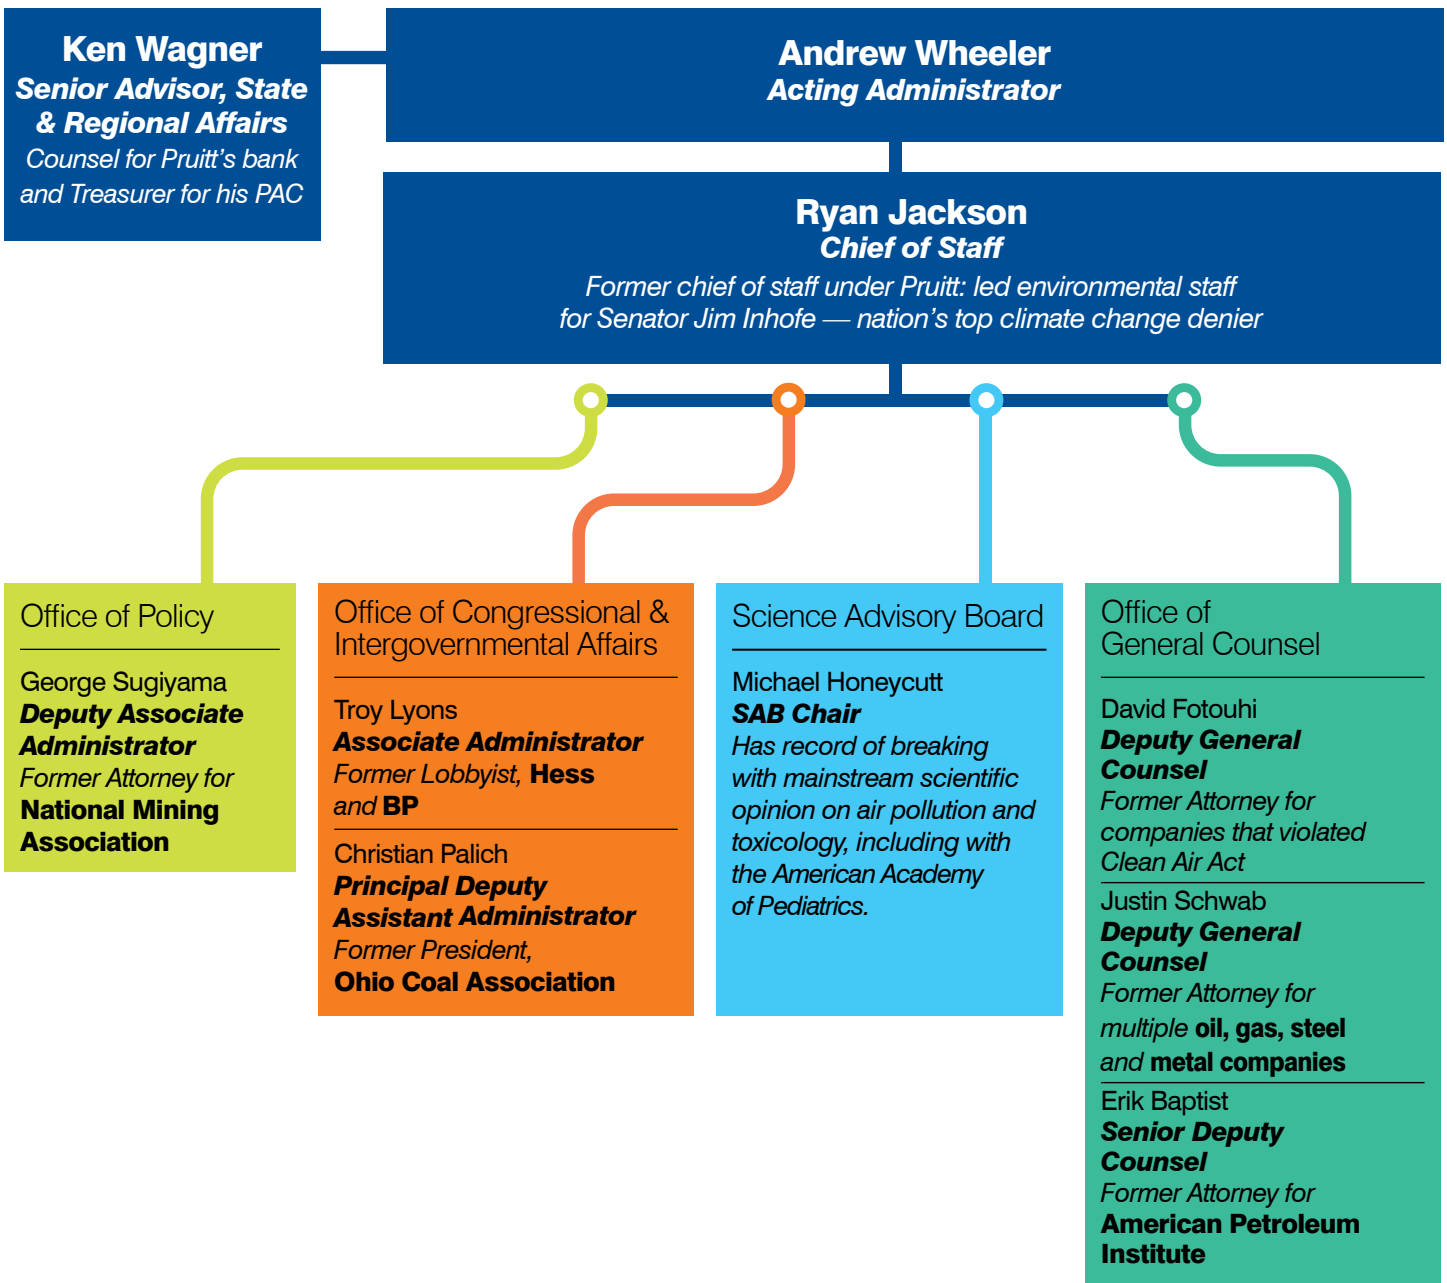 Ken Wagner
Senior Advisor, State
& Regional Affairs
Counsel for Pruitt's bank
and Treasurer for his PAC
Andrew Wheeler
Acting Administrator
Ryan Jackson
Chief of Staff
Former chief of staff under Pruitt: led environmental staff
for Senator Jim Inhofe — nation's top climate change denier
Office of Policy
George Sugiyama
Deputy Associate
Administrator
Former Attorney for
National Mining
Association
Office of Congressional &
Intergovernmental Affairs
Troy Lyons
Associate Administrator
Former Lobbyist, Hess
and BP
Christian Palich
Principal Deputy
Assistant Administrator
Former President,
Ohio Coal Association
Science Advisory Board
Michael Honeycutt
SAB Chair
Has record of breaking
with mainstream scientific
opinion on air pollution and
toxicology, including with
the American Academy
of Pediatrics.
Office of
General Counsel
David Fotouhi
Deputy General
Counsel
Former Attorney for
companies that violated
Clean Air Act
Justin Schwab
Deputy General
Counsel
Former Attorney for
multiple oil, gas, steel
and metal companies
Erik Baptist
Senior Deputy
Counsel
Former Attorney for
American Petroleum
Institute